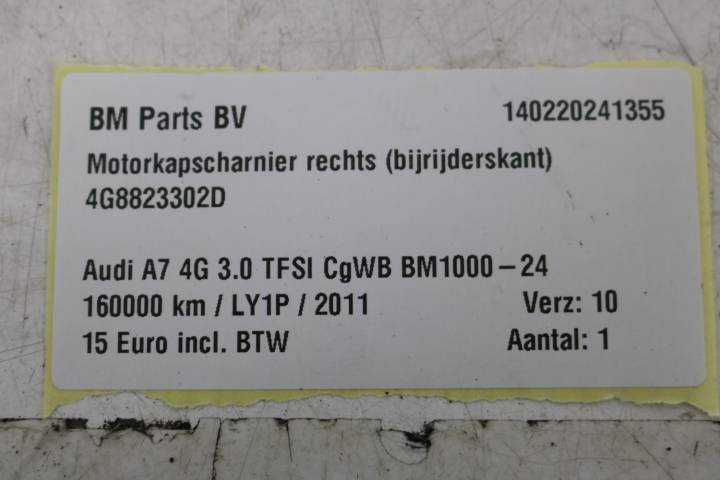 BM Parts BV 140220241355
Motorkapscharnier rechts (bijrijderskant)
4G8823302D
Audi A7 4G 3.0 TFSI CgWB BM1000-24
160000 km / LY1P / 2011 Verz: 10
15 Euro incl. BTW Aantal: 1